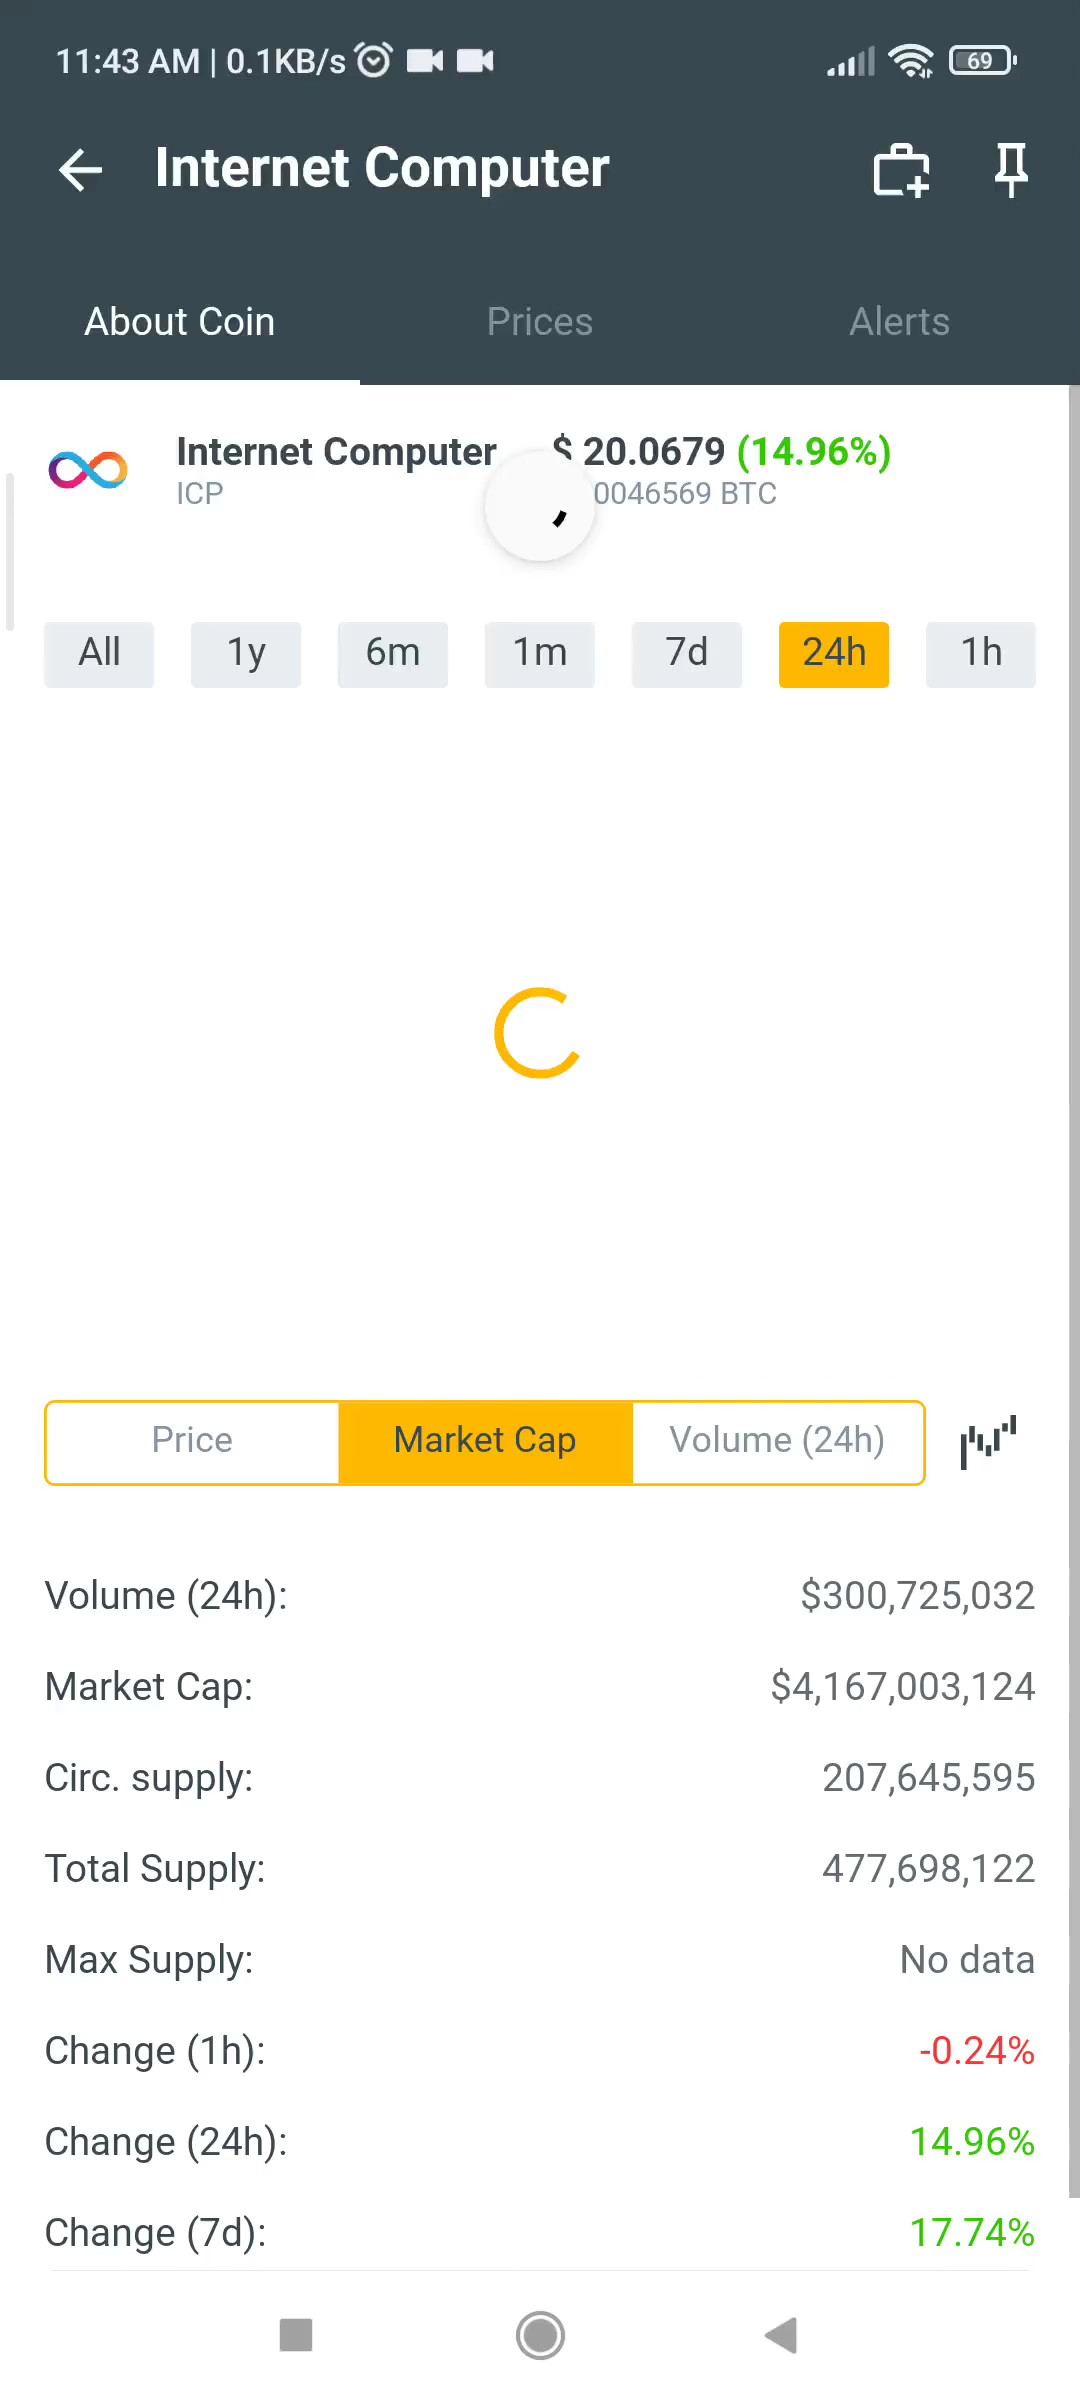 11:43 AM | 0.1KB/s 69
Internet Computer
About Coin Prices Alerts
Internet Computer $ 20.0679 (14.96%)
ICP 0046569 BTC
All 1y 6m 1m 7d 24h 1h
Price Market Cap Volume (24h)
Volume (24h): $300,725,032
Market Cap: $4,167,003,124
Circ. supply: 207,645,595
Total Supply: 477,698,122
Max Supply: No data
Change (1h): -0.24%
Change (24h): 14.96%
Change (7d): 17.74%